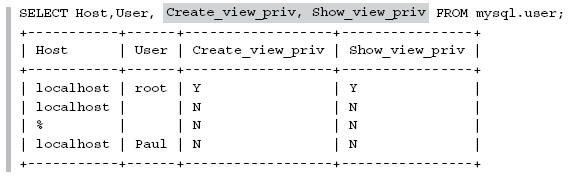 SELECT Host,User, Create_view_priv, Show_view_priv FROM mysql.user;
+-----------+------+------------------+----------------+
| Host      | User | Create_view_priv | Show_view_priv |
+-----------+------+------------------+----------------+
| localhost | root | Y                | Y              |
| localhost |      | N                | N              |
| %         |      | N                | N              |
| localhost | Paul | N                | N              |
+-----------+------+------------------+----------------+